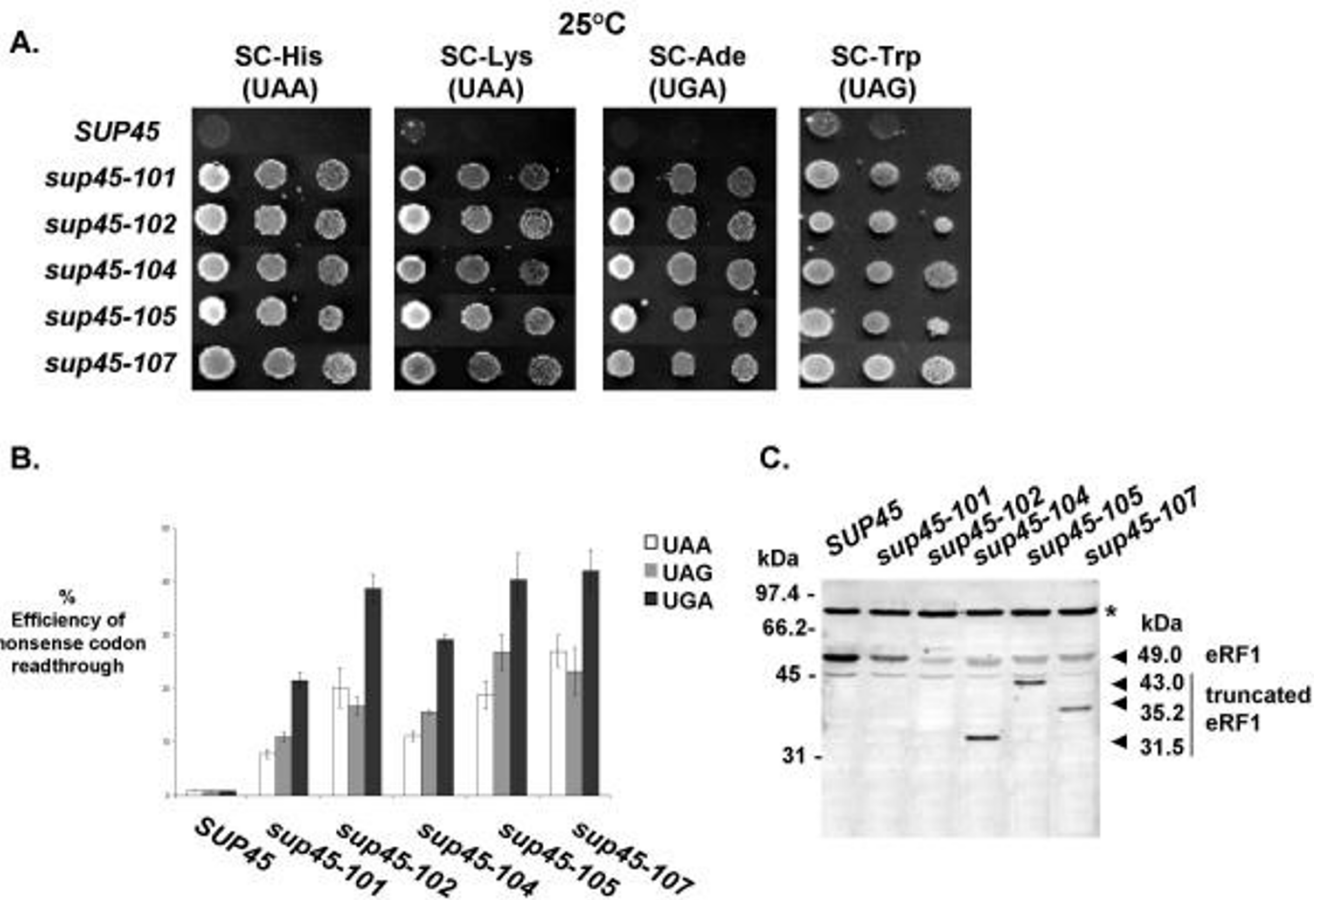 25°C
A.
SC-His SC-Lys SC-Ade SC-Trp
(UAA) (UAA) (UGA) (UAG)
SUP45
sup45-101
sup45-102
sup45-104
sup45-105
sup45-107
B.
%
Efficiency of
nonsense codon
readthrough
UAA
UAG
UGA
SUP45
sup45-101
sup45-102
sup45-104
sup45-105
sup45-107
C.
SUP45
sup45-101
sup45-102
sup45-104
sup45-105
sup45-107
kDa
97.4 -
66.2-
45 -
31 -
*
kDa
49.0 eRF1
43.0
35.2
31.5
truncated
eRF1